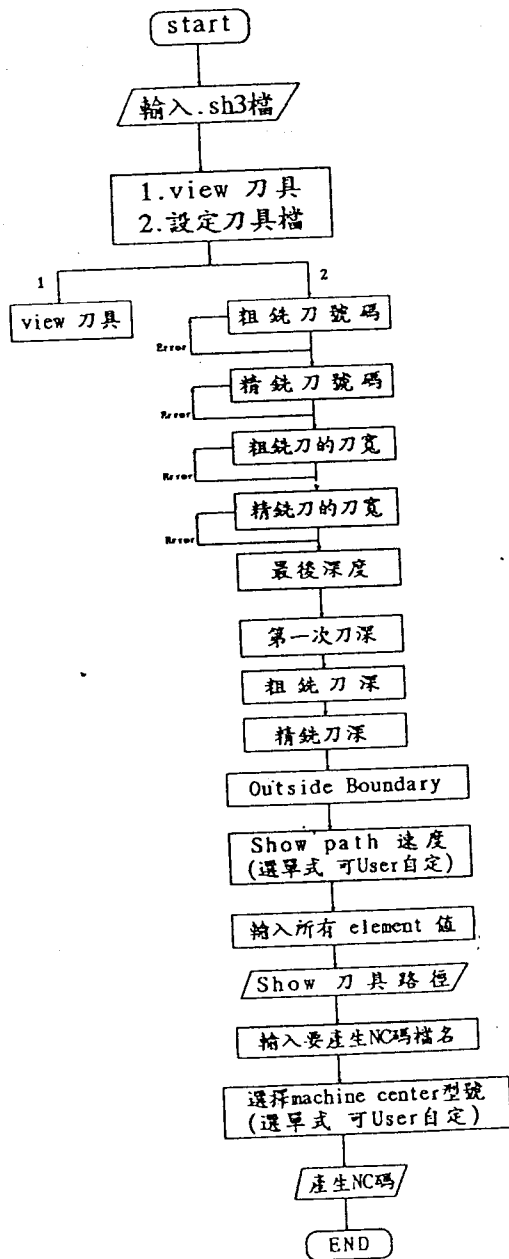 start
輸入.sh3檔
1.view 刀具
2.設定刀具檔
1
2
view 刀具
粗銑刀號碼
Error
精銑刀號碼
Error
粗銑刀的刀寬
Error
精銑刀的刀寬
Error
最後深度
第一次刀深
粗銑刀深
精銑刀深
Outside Boundary
Show path 速度
(選單式 可User自定)
輸入所有 element 值
Show 刀具路徑
輸入要產生NC碼檔名
選擇machine center型號
(選單式 可User自定)
產生NC碼
END